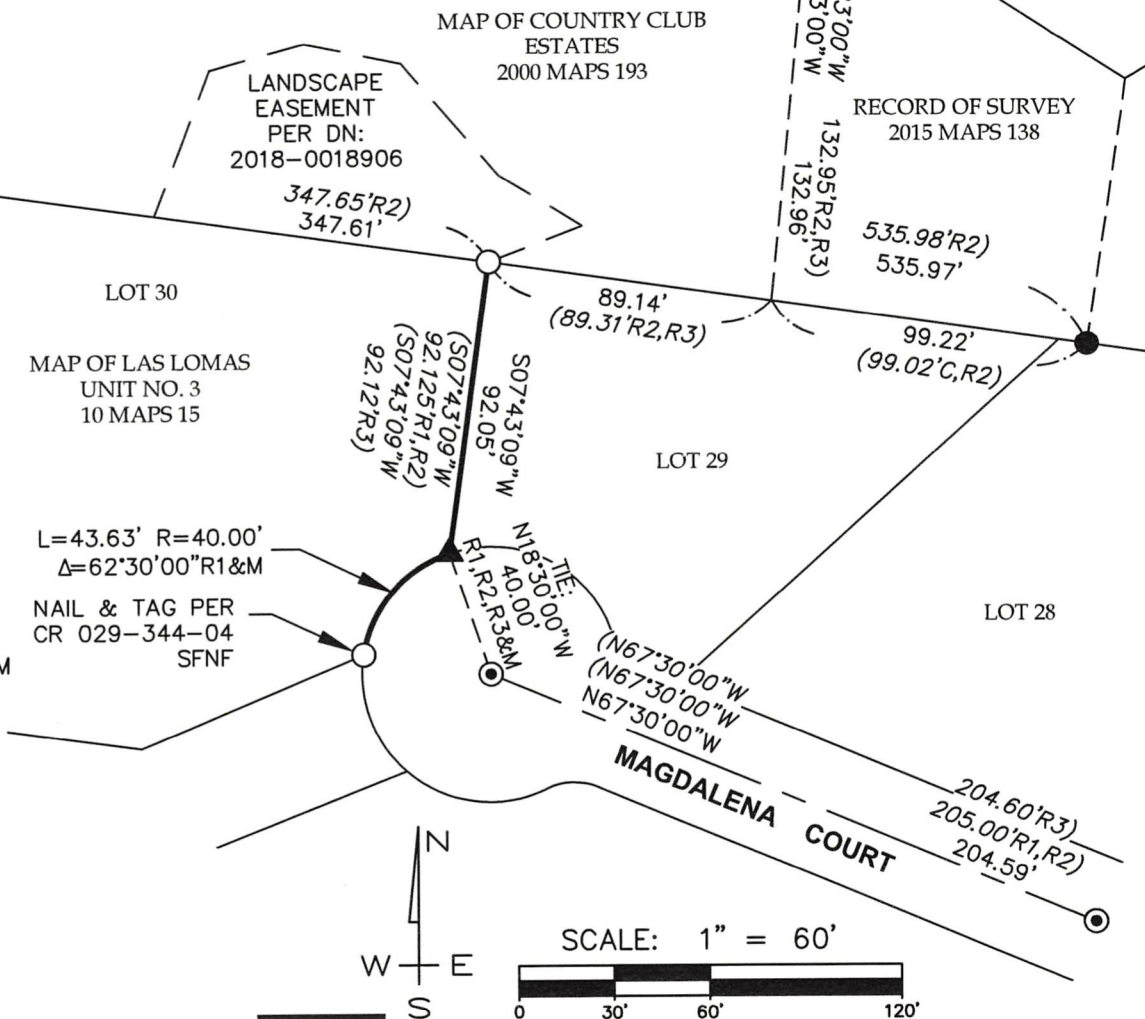 MAP OF COUNTRY CLUB
ESTATES
2000 MAPS 193
3'00"W
3'00"W
132.95'R2,R3)
132.96'
LANDSCAPE
EASEMENT
PER DN:
2018-0018906
RECORD OF SURVEY
2015 MAPS 138
347.65'R2)
347.61'
535.98'R2)
535.97'
LOT 30
89.14'
(89.31'R2,R3)
99.22'
(99.02'C,R2)
MAP OF LAS LOMAS
UNIT NO. 3
10 MAPS 15
S07°43'09"W
92.05'
(S07°43'09"W
92.125'R1,R2)
(S07°43'09"W
92.12'R3)
LOT 29
L=43.63' R=40.00'
Δ=62°30'00"R1&M
NAIL & TAG PER
CR 029-344-04
SFNF
M
TIE:
N18°30'00"W
40.00'
R1,R2,R3&M
LOT 28
(N67°30'00"W
(N67°30'00"W
N67°30'00"W
204.60'R3)
205.00'R1,R2)
204.59'
MAGDALENA COURT
N
W E
S
SCALE: 1" = 60'
0 30' 60' 120'